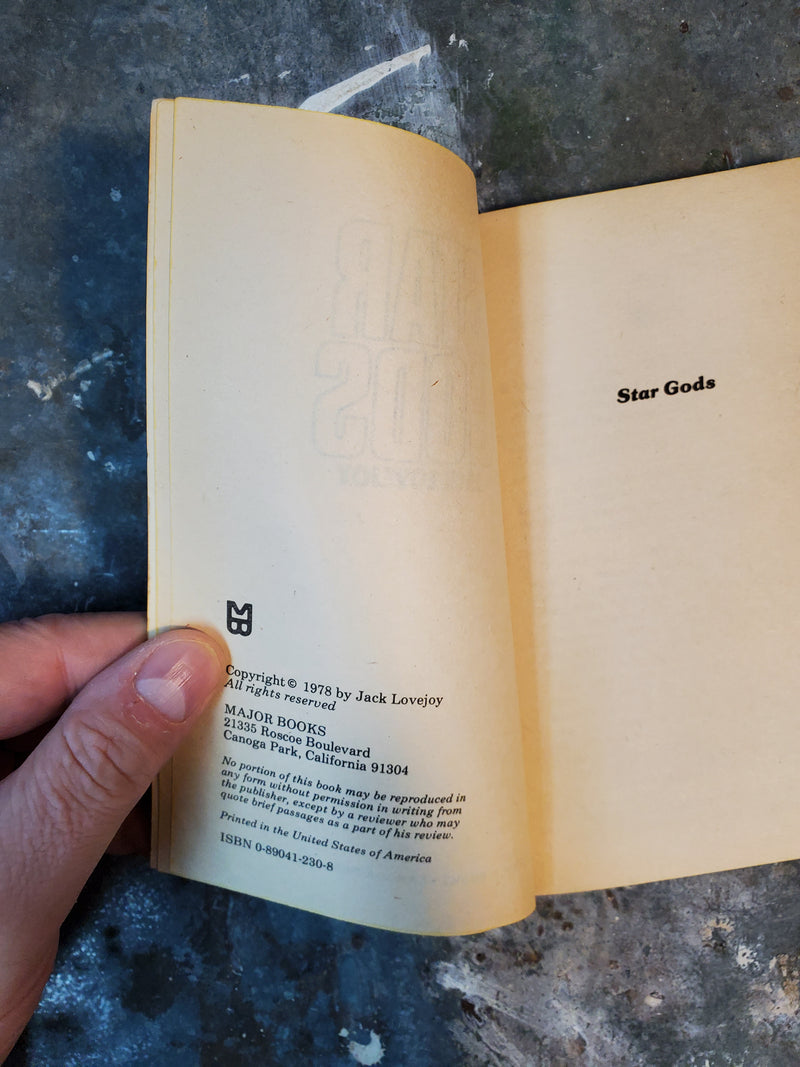 MB
Copyright © 1978 by Jack Lovejoy
All rights reserved
MAJOR BOOKS
21335 Roscoe Boulevard
Canoga Park, California 91304
No portion of this book may be reproduced in
any form without permission in writing from
the publisher, except by a reviewer who may
quote brief passages as a part of his review.
Printed in the United States of America
ISBN 0-89041-230-8
Star Gods